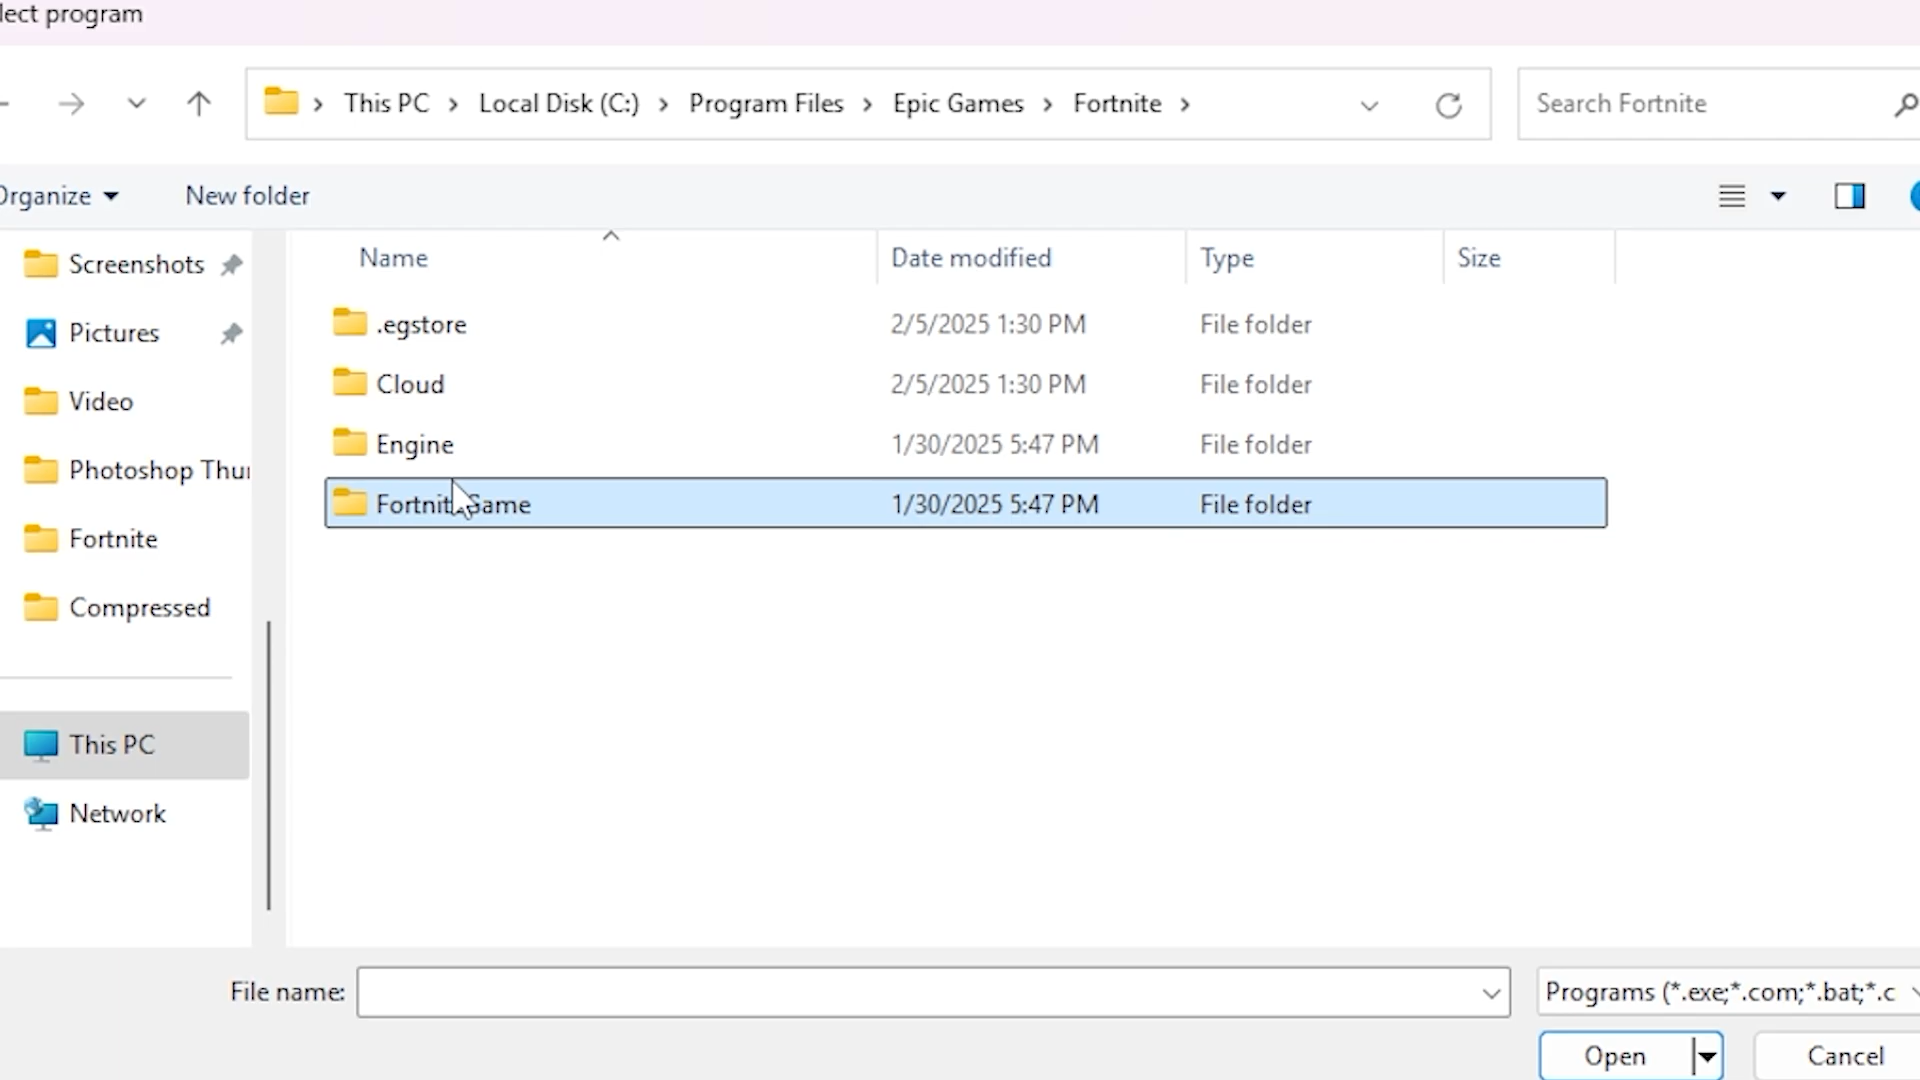 lect program
This PC > Local Disk (C:) > Program Files > Epic Games > Fortnite >
Search Fortnite
Organize
New folder
Name
Date modified
Type
Size
Screenshots
Pictures
Video
Photoshop Thu
Fortnite
Compressed
This PC
Network
.egstore 2/5/2025 1:30 PM File folder
Cloud 2/5/2025 1:30 PM File folder
Engine 1/30/2025 5:47 PM File folder
FortniteGame 1/30/2025 5:47 PM File folder
File name:
Programs (*.exe;*.com;*.bat;*.c
Open
Cancel